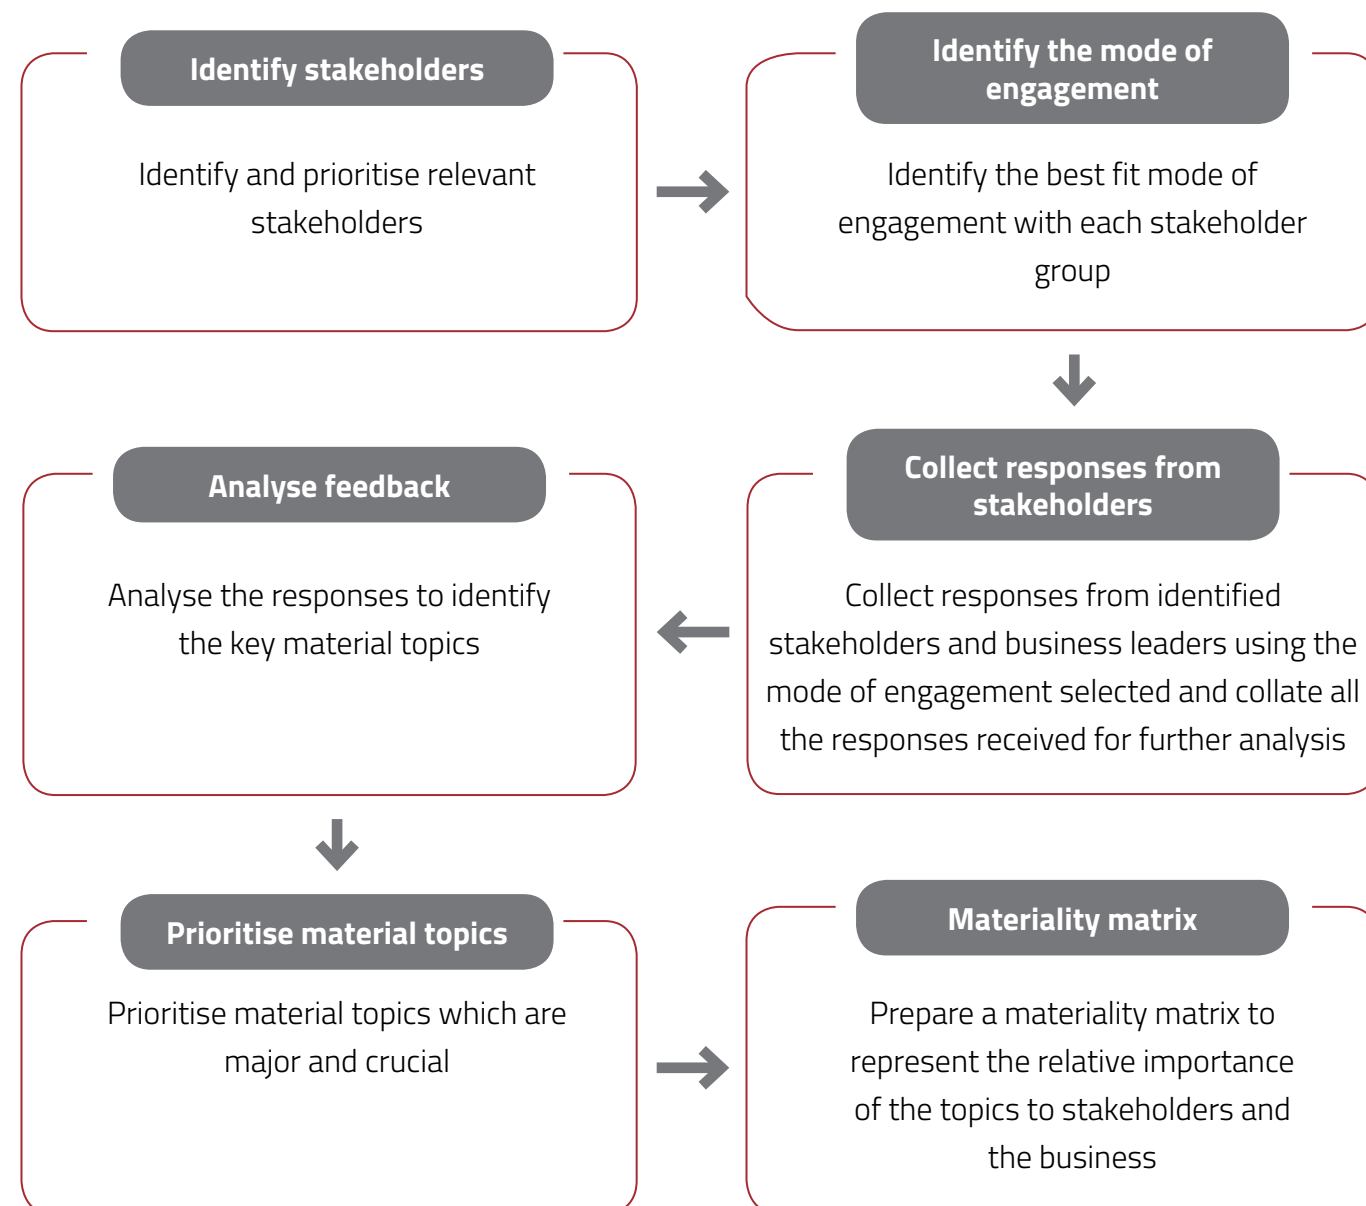 Identify stakeholders
Identify and prioritise relevant
stakeholders
Identify the mode of
engagement
Identify the best fit mode of
engagement with each stakeholder
group
Collect responses from
stakeholders
Collect responses from identified
stakeholders and business leaders using the
mode of engagement selected and collate all
the responses received for further analysis
Analyse feedback
Analyse the responses to identify
the key material topics
Prioritise material topics
Prioritise material topics which are
major and crucial
Materiality matrix
Prepare a materiality matrix to
represent the relative importance
of the topics to stakeholders and
the business